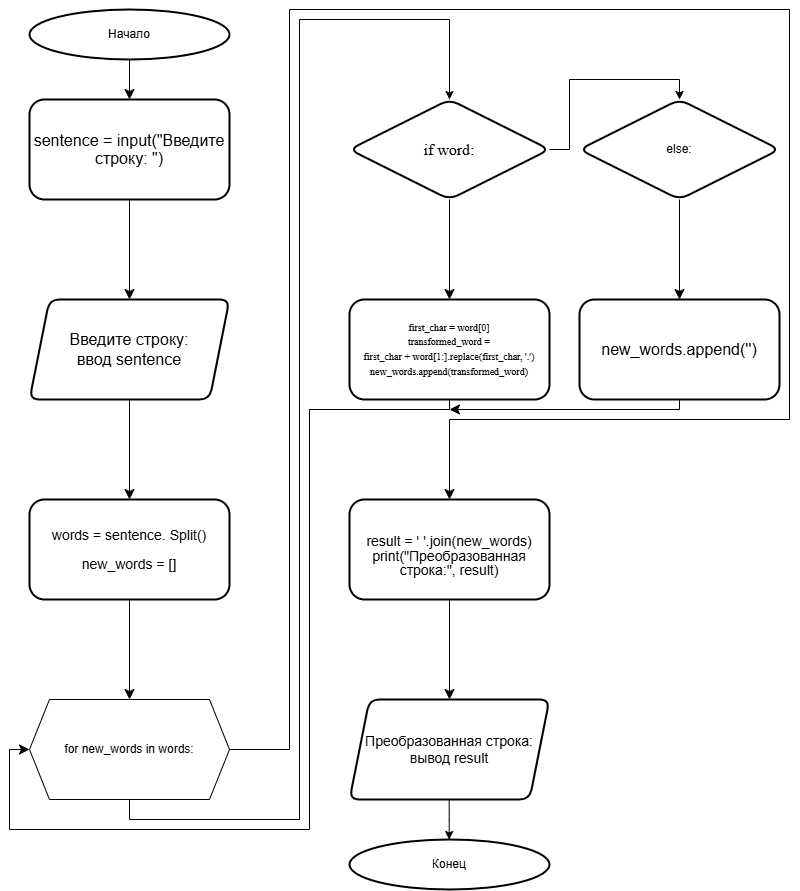 Начало
sentence = input("Введите
строку: ")
Введите строку:
ввод sentence
words = sentence. Split()
new_words = []
for new_words in words:
if word:
else:
first_char = word[0]
transformed_word =
first_char + word[1:].replace(first_char, '.')
new_words.append(transformed_word)
new_words.append('')
result = ' '.join(new_words)
print("Преобразованная
строка:", result)
Преобразованная строка:
вывод result
Конец